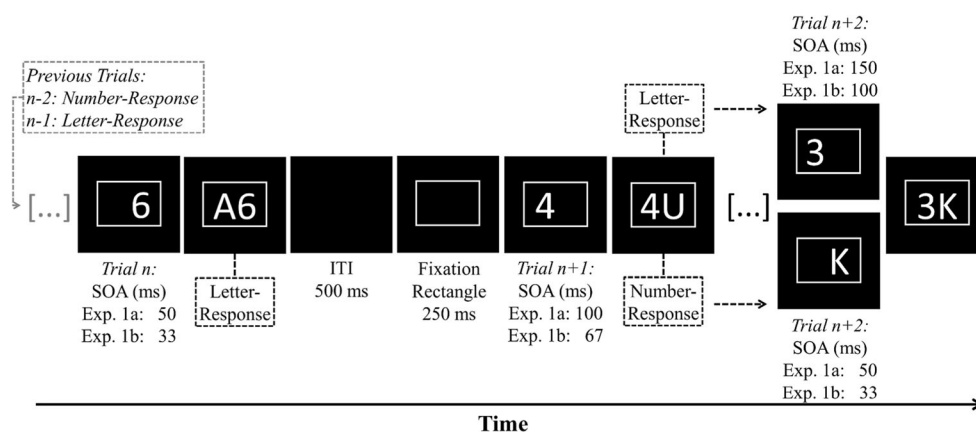 Previous Trials:
n-2: Number-Response
n-1: Letter-Response
[...]
6
Trial n:
SOA (ms)
Exp. 1a: 50
Exp. 1b: 33
A6
Letter-
Response
ITI
500 ms
Fixation
Rectangle
250 ms
4
Trial n+1:
SOA (ms)
Exp. 1a: 100
Exp. 1b: 67
Letter-
Response
4U
Number-
Response
[...]
Trial n+2:
SOA (ms)
Exp. 1a: 150
Exp. 1b: 100
3
K
Trial n+2:
SOA (ms)
Exp. 1a: 50
Exp. 1b: 33
3K
Time